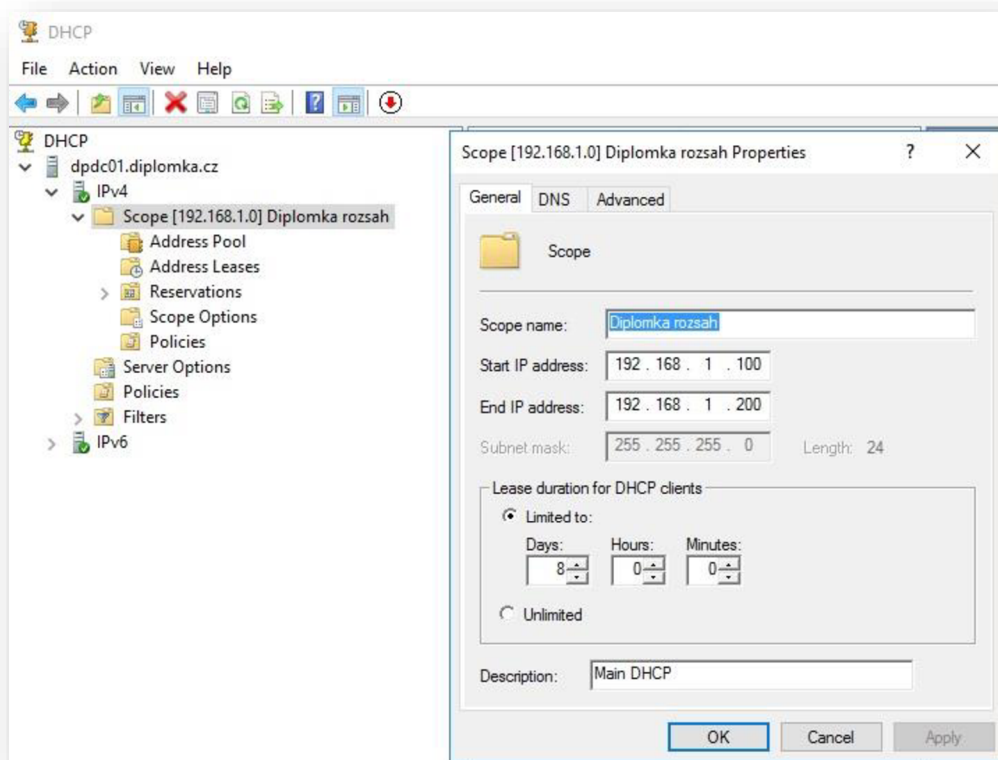 DHCP
File Action View Help
DHCP
dpdc01.diplomka.cz
IPv4
Scope [192.168.1.0] Diplomka rozsah
Address Pool
Address Leases
Reservations
Scope Options
Policies
Server Options
Policies
Filters
IPv6
Scope [192.168.1.0] Diplomka rozsah Properties ?
General DNS Advanced
Scope
Scope name: Diplomka rozsah
Start IP address: 192 . 168 . 1 . 100
End IP address: 192 . 168 . 1 . 200
Subnet mask: 255 . 255 . 255 . 0 Length: 24
Lease duration for DHCP clients
Limited to:
Days: Hours: Minutes:
8 0 0
Unlimited
Description: Main DHCP
OK Cancel Apply